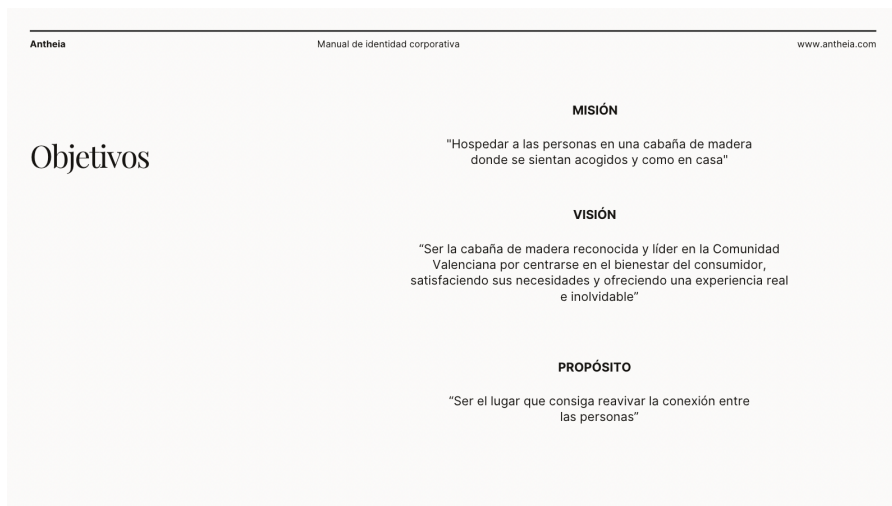 Antheia
Manual de identidad corporativa
www.antheia.com
Objetivos
MISIÓN
"Hospedar a las personas en una cabaña de madera
donde se sientan acogidos y como en casa"
VISIÓN
“Ser la cabaña de madera reconocida y líder en la Comunidad
Valenciana por centrarse en el bienestar del consumidor,
satisfaciendo sus necesidades y ofreciendo una experiencia real
e inolvidable”
PROPÓSITO
“Ser el lugar que consiga reavivar la conexión entre
las personas”